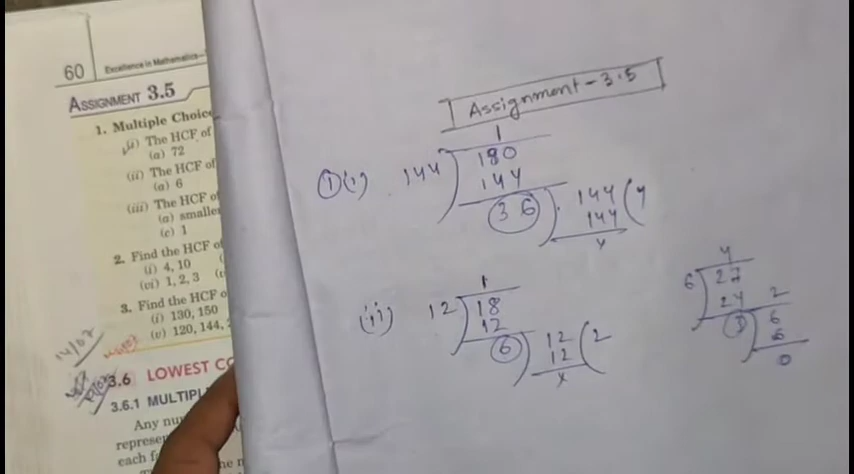 60
Excellence in Mathematics—
ASSIGNMENT 3.5
1. Multiple Choice
(i) The HCF of
(a) 72
(ii) The HCF of
(a) 6
(iii) The HCF of
(a) smaller
(c) 1
2. Find the HCF of
(i) 4, 10
(vi) 1, 2, 3
3. Find the HCF o
(i) 130, 150
(v) 120, 144,
14/07
3.6 LOWEST CO
3.6.1 MULTIPL
Any nu
represen
each f
Assignment - 3.5
1
① (i) 144 ) 180
144
36 ) 144 ( 4
144
x
1
(ii) 12 ) 18
12
6 ) 12 ( 2
12
x
4
6 ) 27
24 2
3 ) 6
6
0